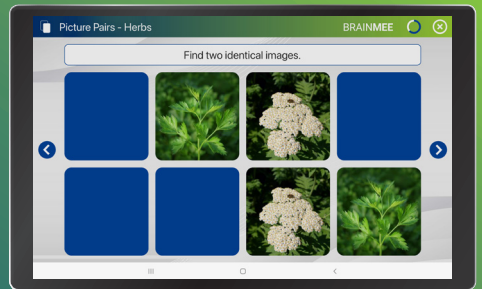 Picture Pairs - Herbs
BRAINMEE
Find two identical images.